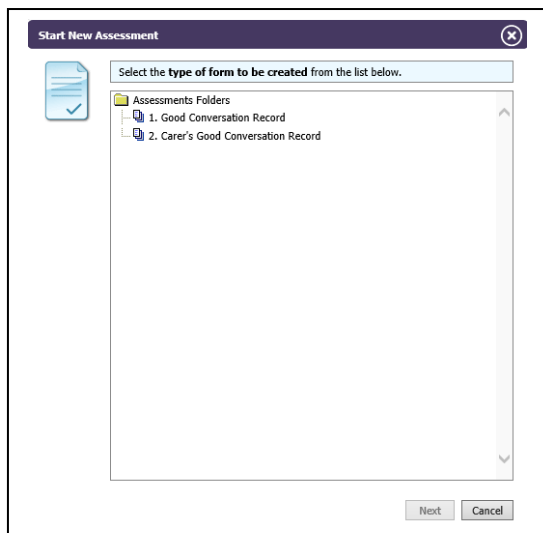 Start New Assessment
Select the type of form to be created from the list below.
Assessments Folders
1. Good Conversation Record
2. Carer's Good Conversation Record
Next Cancel